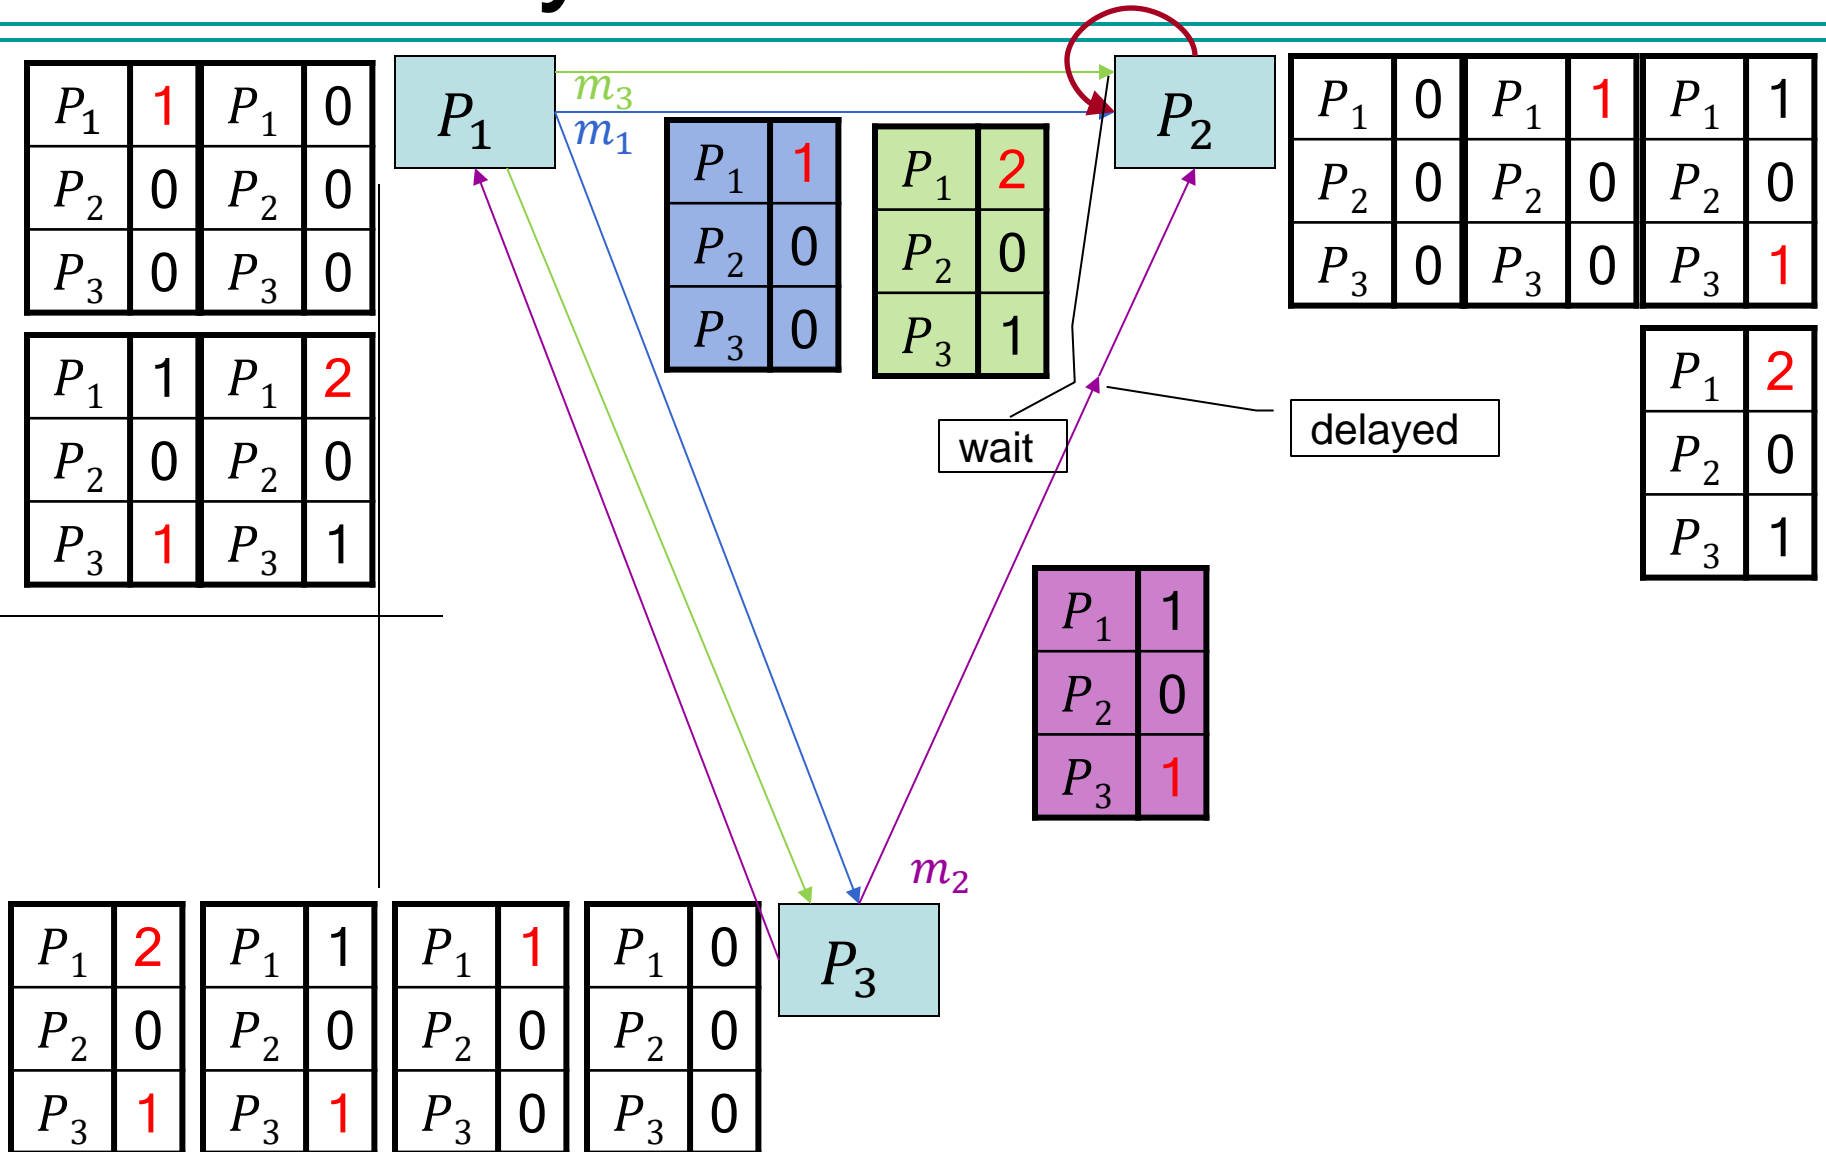 P₁ 1 P₁ 0
P₂ 0 P₂ 0
P₃ 0 P₃ 0
P₁ 1 P₁ 2
P₂ 0 P₂ 0
P₃ 1 P₃ 1
P₁
m₃
m₁
P₁ 1
P₂ 0
P₃ 0
P₁ 2
P₂ 0
P₃ 1
P₂
P₁ 0 P₁ 1 P₁ 1
P₂ 0 P₂ 0 P₂ 0
P₃ 0 P₃ 0 P₃ 1
P₁ 2
P₂ 0
P₃ 1
wait
delayed
P₁ 1
P₂ 0
P₃ 1
m₂
P₁ 2 P₁ 1 P₁ 1 P₁ 0
P₂ 0 P₂ 0 P₂ 0 P₂ 0
P₃ 1 P₃ 1 P₃ 0 P₃ 0
P₃